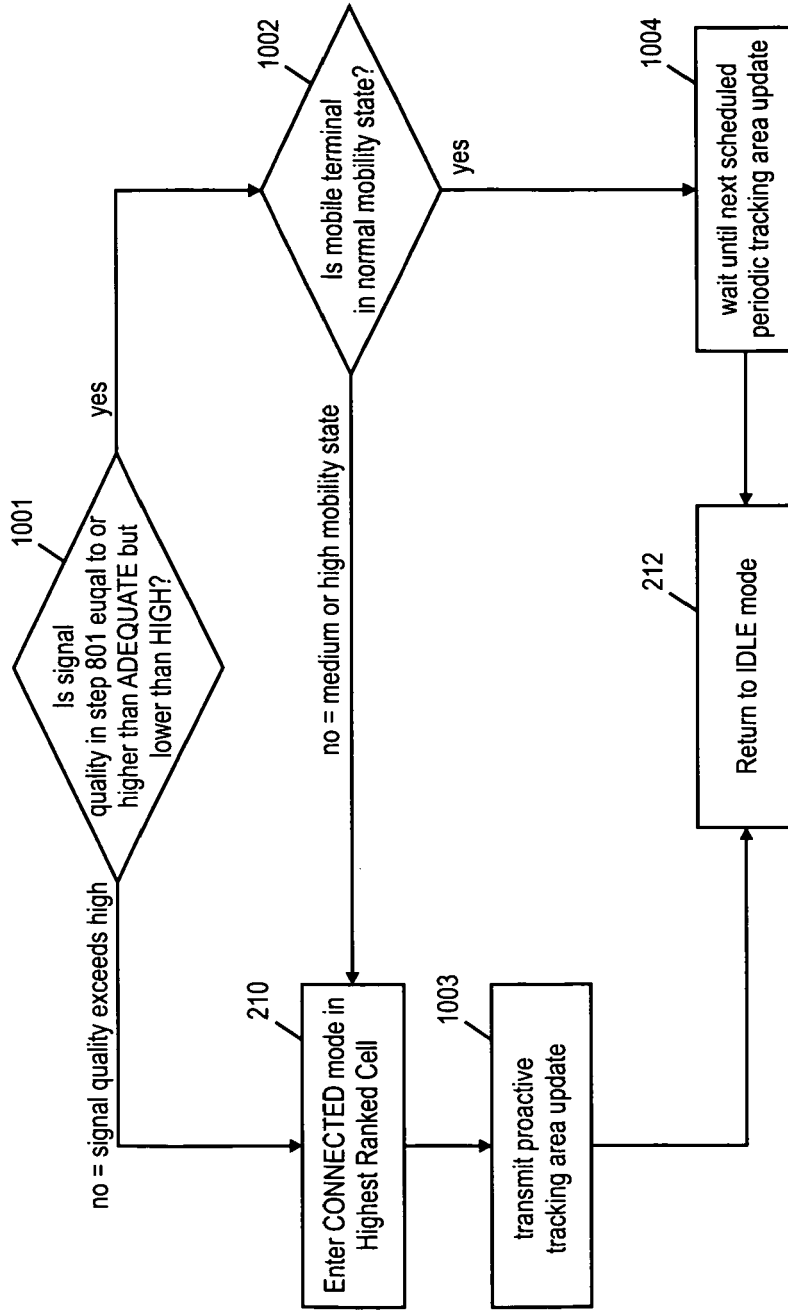 1001
Is signal
quality in step 801 euqal to or
higher than ADEQUATE but
lower than HIGH?
no = signal quality exceeds high
yes
1002
Is mobile terminal
in normal mobility state?
no = medium or high mobility state
yes
210
Enter CONNECTED mode in
Highest Ranked Cell
1003
transmit proactive
tracking area update
212
Return to IDLE mode
1004
wait until next scheduled
periodic tracking area update